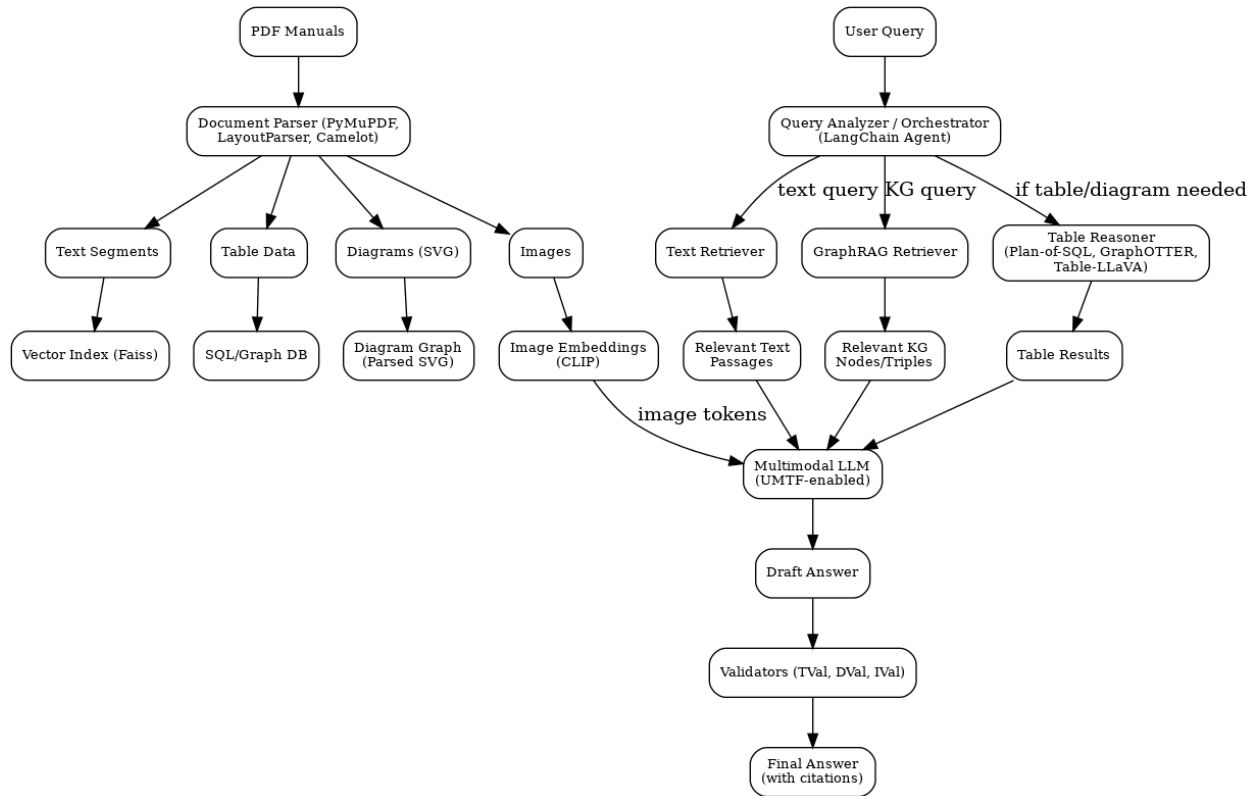 PDF Manuals
User Query
Document Parser (PyMuPDF,
LayoutParser, Camelot)
Query Analyzer / Orchestrator
(LangChain Agent)
text query
KG query
if table/diagram needed
Text Segments
Table Data
Diagrams (SVG)
Images
Text Retriever
GraphRAG Retriever
Table Reasoner
(Plan-of-SQL, GraphOTTER,
Table-LLaVA)
Vector Index (Faiss)
SQL/Graph DB
Diagram Graph
(Parsed SVG)
Image Embeddings
(CLIP)
Relevant Text
Passages
Relevant KG
Nodes/Triples
Table Results
image tokens
Multimodal LLM
(UMTF-enabled)
Draft Answer
Validators (TVal, DVal, IVal)
Final Answer
(with citations)